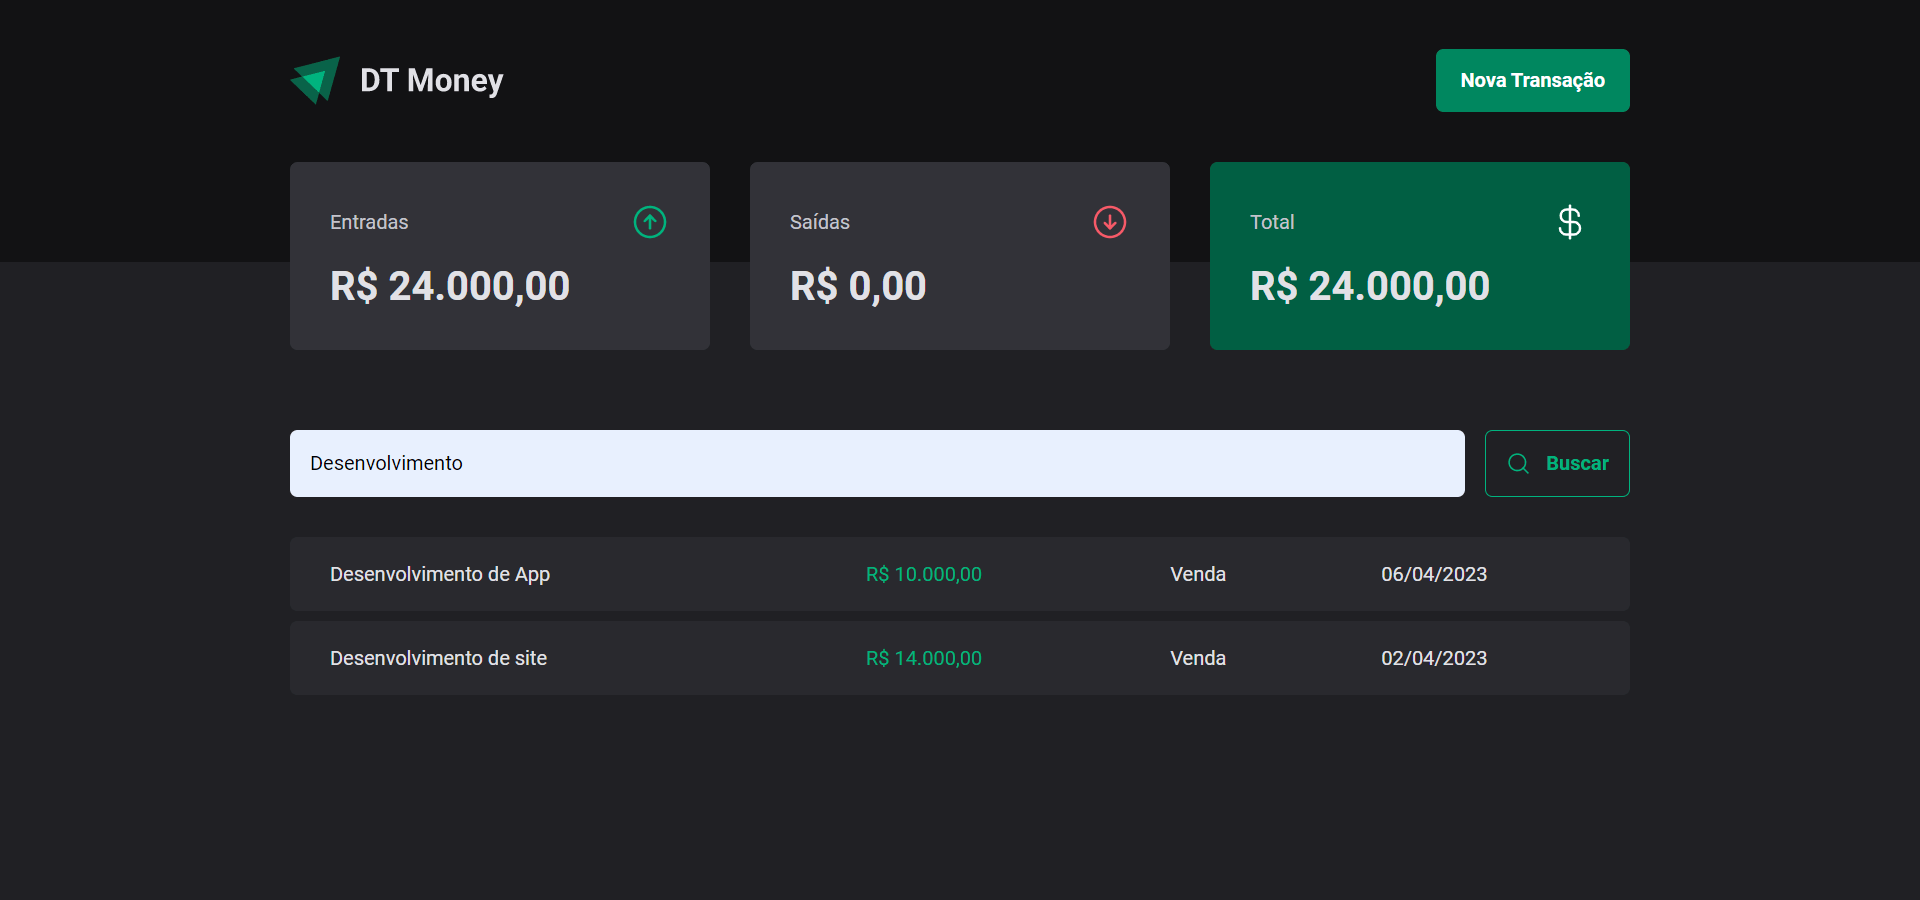 DT Money
Nova Transação
Entradas
R$ 24.000,00
Saídas
R$ 0,00
Total
R$ 24.000,00
Desenvolvimento
Buscar
Desenvolvimento de App R$ 10.000,00 Venda 06/04/2023
Desenvolvimento de site R$ 14.000,00 Venda 02/04/2023